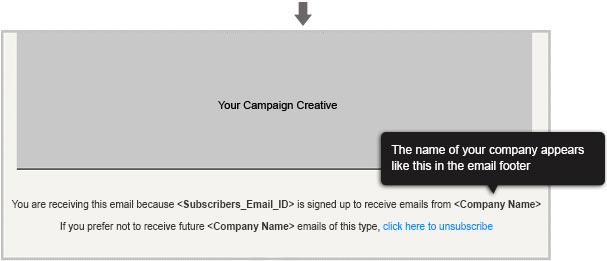 Your Campaign Creative
The name of your company appears
like this in the email footer
You are receiving this email because <Subscribers_Email_ID> is signed up to receive emails from <Company Name>
If you prefer not to receive future <Company Name> emails of this type, click here to unsubscribe